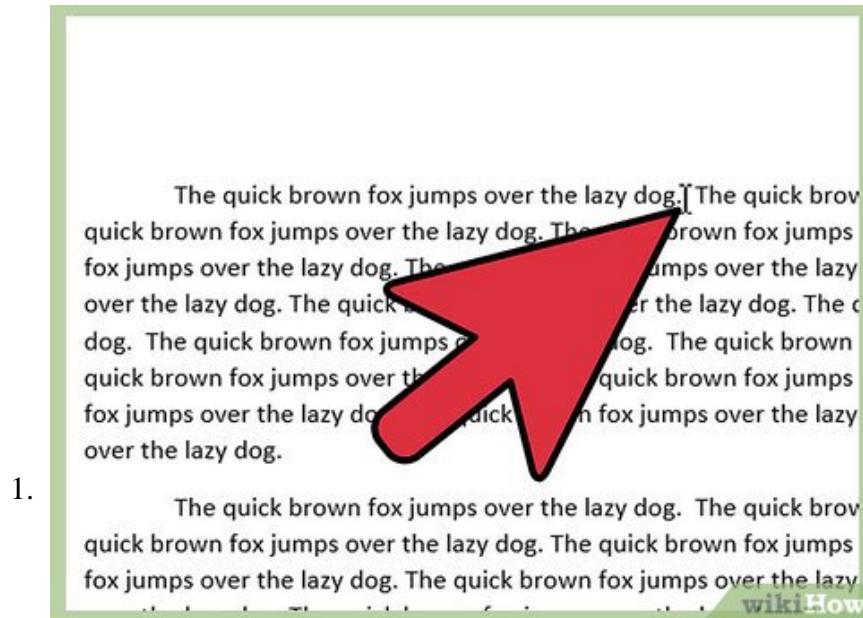 The quick brown fox jumps over the lazy dog. The quick
quick brown fox jumps over the lazy dog. brown fox jumps
fox jumps over the lazy dog. jumps over the lazy
over the lazy dog. The quick the lazy dog. The
dog.  The quick brown fox jumps dog.  The quick brown
quick brown fox jumps over quick brown fox jumps
fox jumps over the lazy fox jumps over the lazy
over the lazy dog.
1.
The quick brown fox jumps over the lazy dog.  The quick
quick brown fox jumps over the lazy dog. The quick brown fox jumps
fox jumps over the lazy dog. The quick brown fox jumps over the lazy
wikiHow